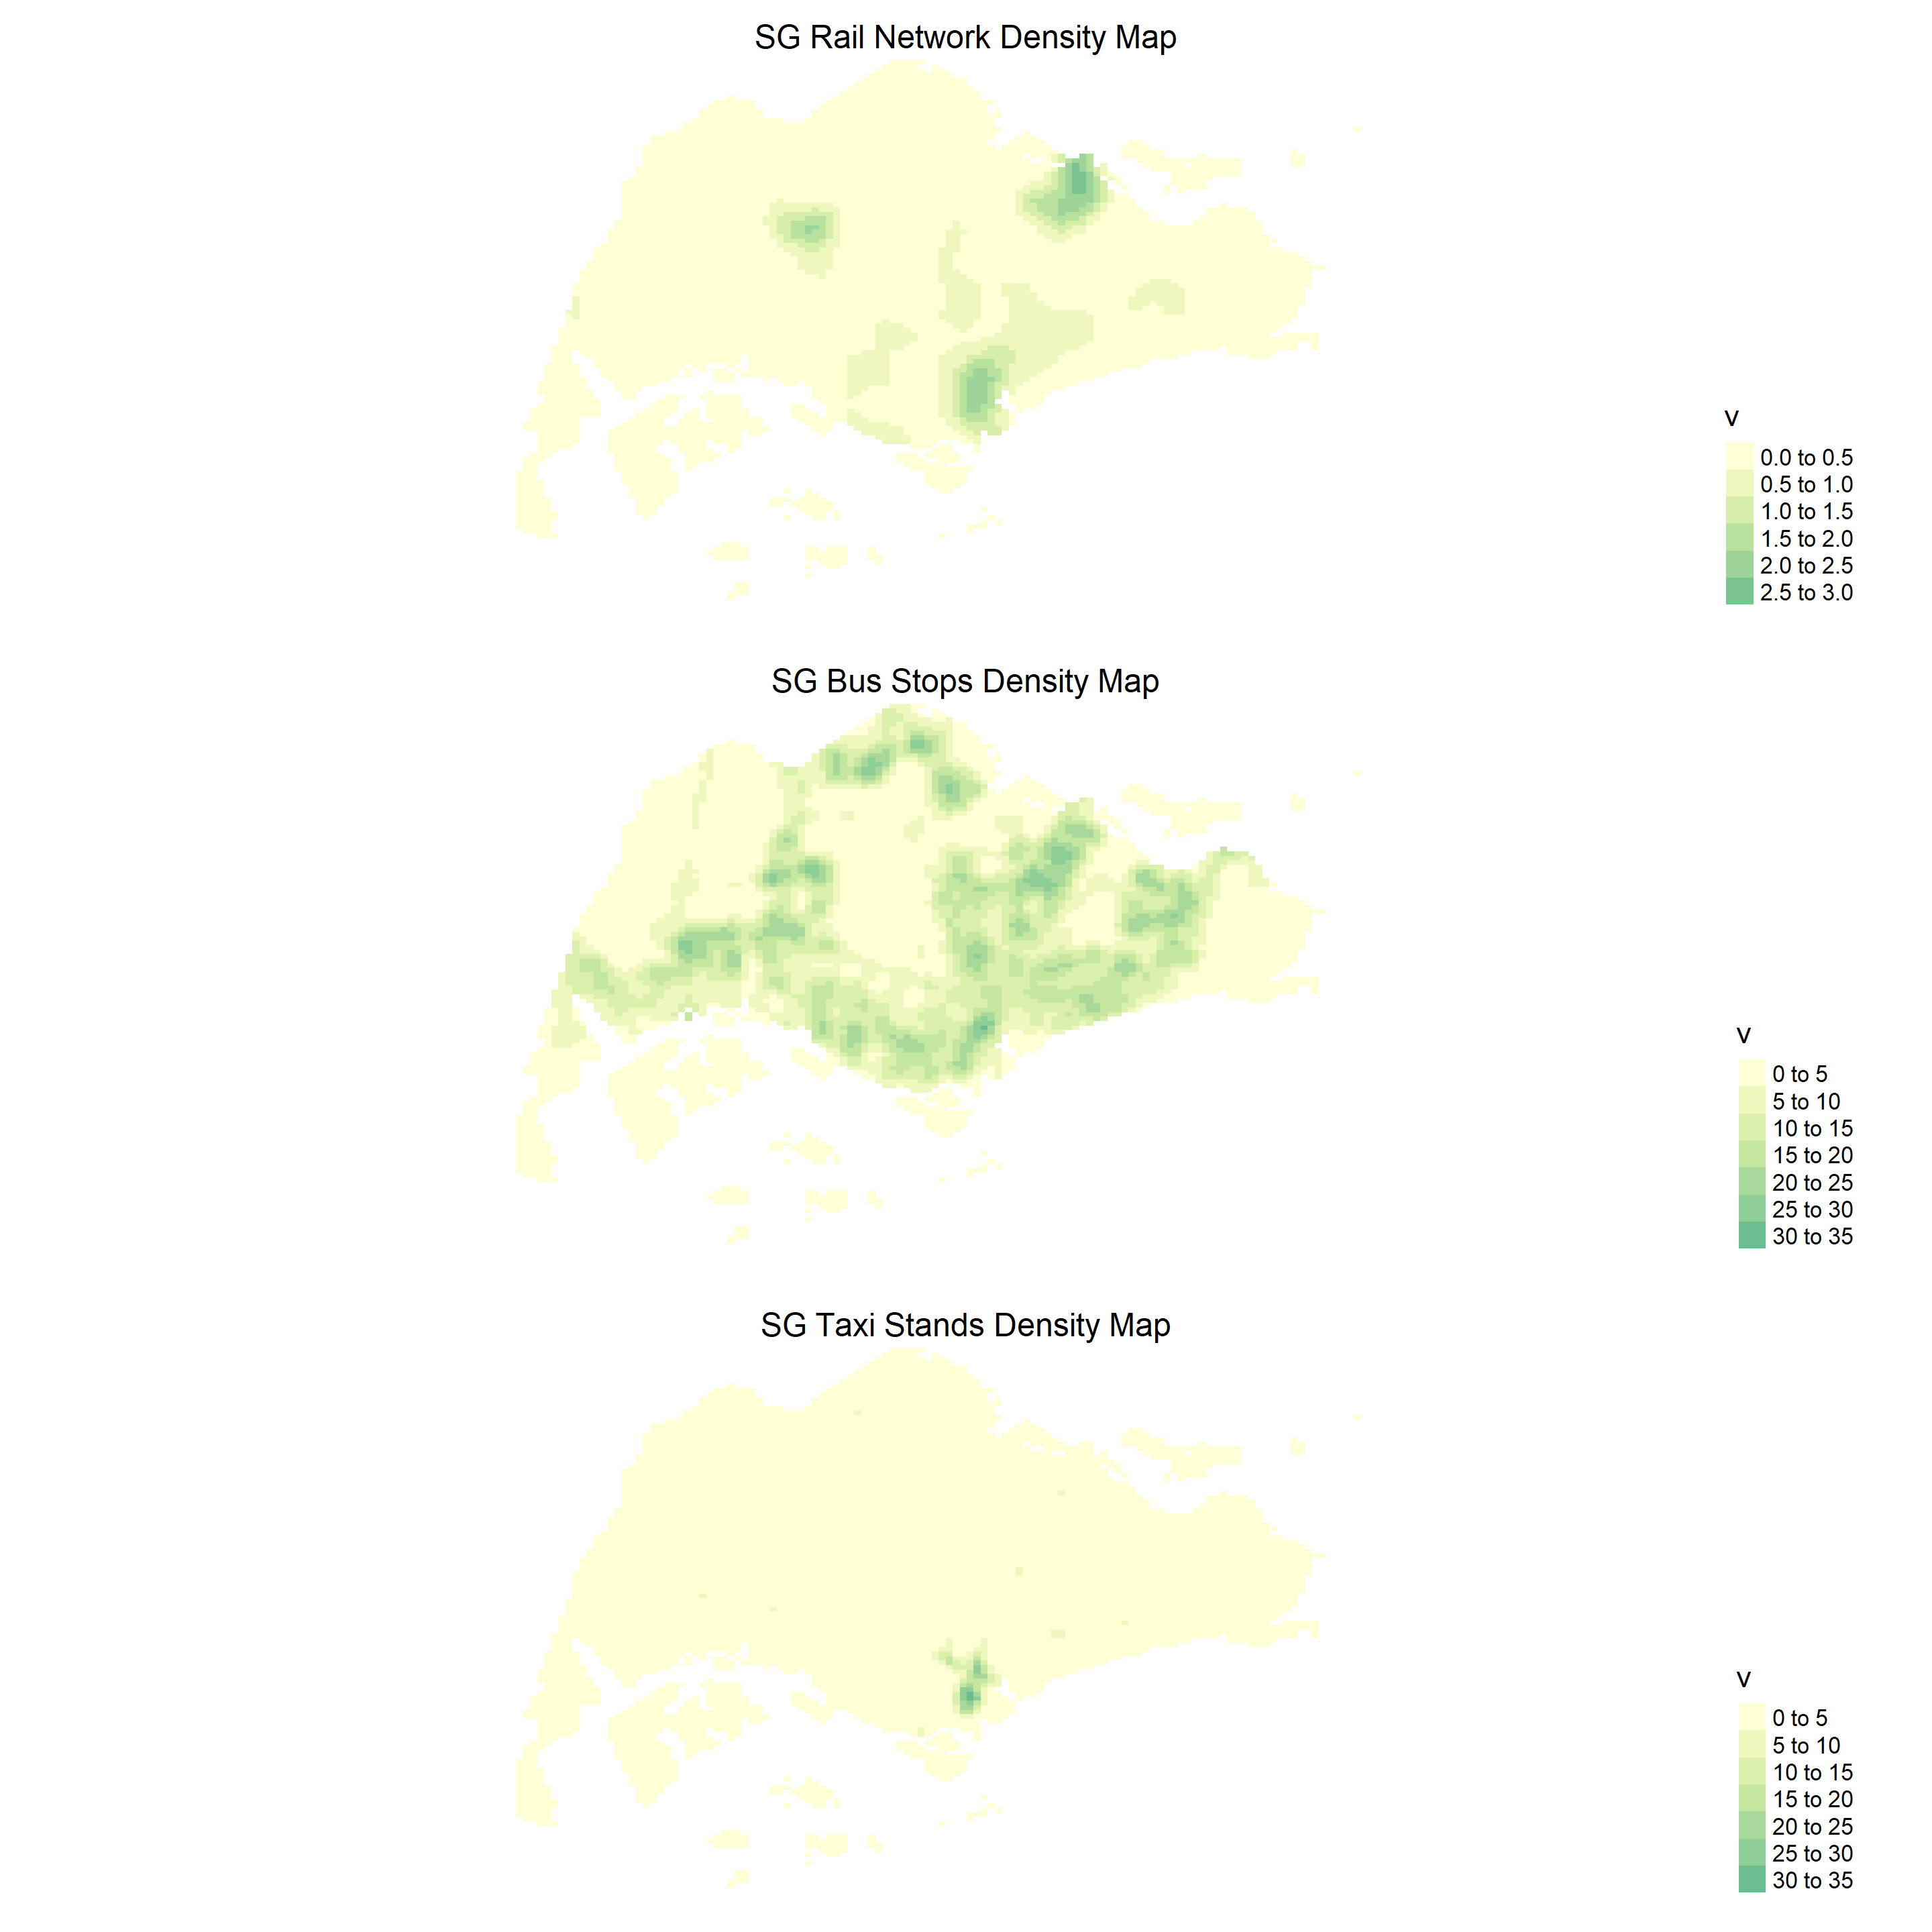 SG Rail Network Density Map
v
0.0 to 0.5
0.5 to 1.0
1.0 to 1.5
1.5 to 2.0
2.0 to 2.5
2.5 to 3.0
SG Bus Stops Density Map
v
0 to 5
5 to 10
10 to 15
15 to 20
20 to 25
25 to 30
30 to 35
SG Taxi Stands Density Map
v
0 to 5
5 to 10
10 to 15
15 to 20
20 to 25
25 to 30
30 to 35